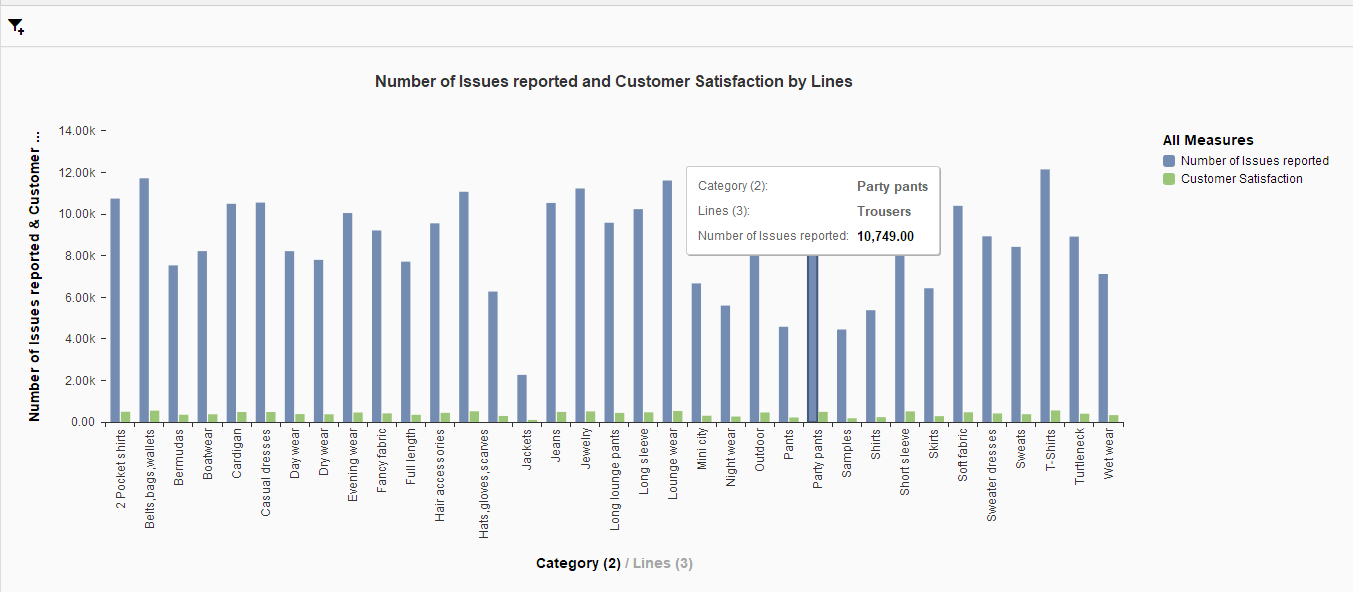 Number of Issues reported and Customer Satisfaction by Lines
Number of Issues reported & Customer ...
14.00k
12.00k
10.00k
8.00k
6.00k
4.00k
2.00k
0.00
Category (2): Party pants
Lines (3): Trousers
Number of Issues reported: 10,749.00
All Measures
Number of Issues reported
Customer Satisfaction
2 Pocket shirts
Belts,bags,wallets
Bermudas
Boatwear
Cardigan
Casual dresses
Day wear
Dry wear
Evening wear
Fancy fabric
Full length
Hair accessories
Hats,gloves,scarves
Jackets
Jeans
Jewelry
Long lounge pants
Long sleeve
Lounge wear
Mini city
Night wear
Outdoor
Pants
Party pants
Samples
Shirts
Short sleeve
Skirts
Soft fabric
Sweater dresses
Sweats
T-Shirts
Turtleneck
Wet wear
Category (2) / Lines (3)